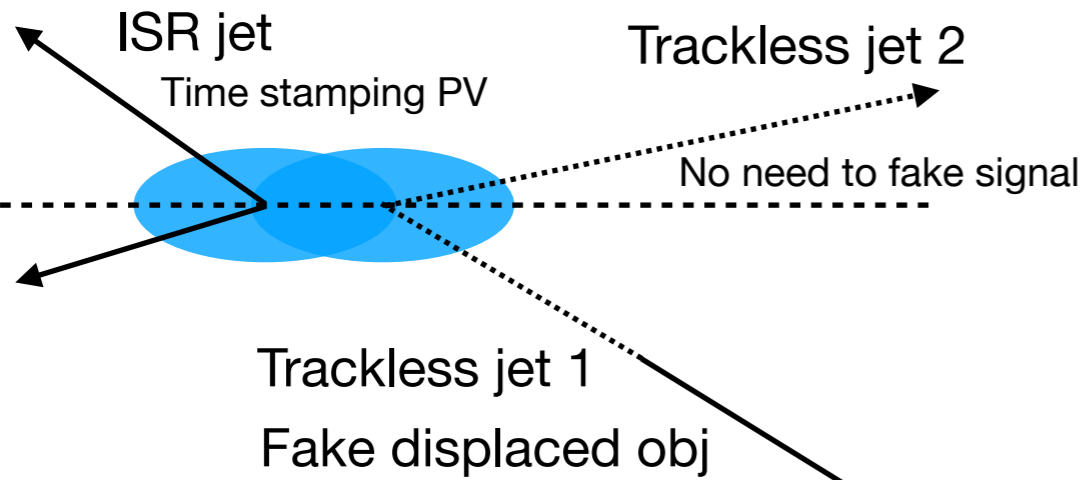 ISR jet
Time stamping PV
Trackless jet 2
No need to fake signal
Trackless jet 1
Fake displaced obj